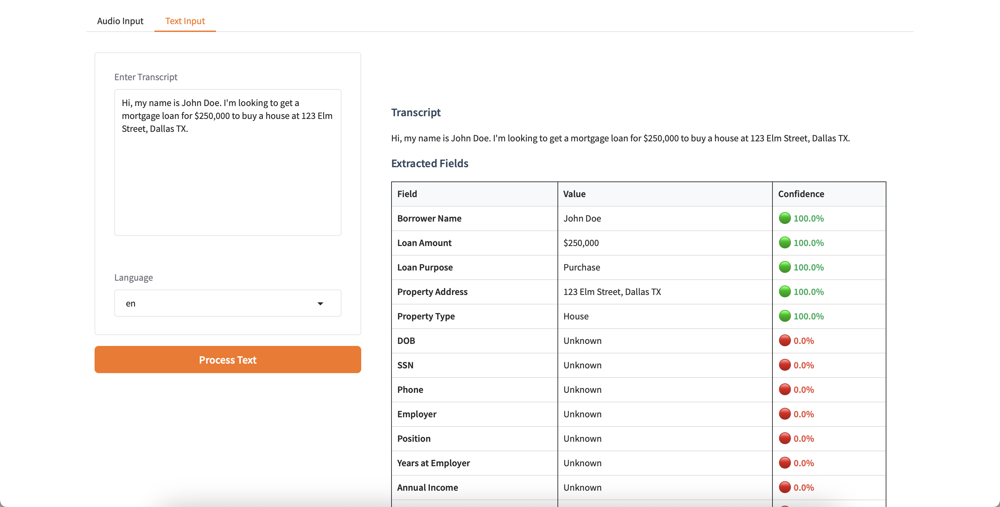 Audio Input
Text Input
Enter Transcript
Hi, my name is John Doe. I'm looking to get a
mortgage loan for $250,000 to buy a house at 123 Elm
Street, Dallas TX.
Language
en
Process Text
Transcript
Hi, my name is John Doe. I'm looking to get a mortgage loan for $250,000 to buy a house at 123 Elm Street, Dallas TX.
Extracted Fields
Field Value Confidence
Borrower Name John Doe 100.0%
Loan Amount $250,000 100.0%
Loan Purpose Purchase 100.0%
Property Address 123 Elm Street, Dallas TX 100.0%
Property Type House 100.0%
DOB Unknown 0.0%
SSN Unknown 0.0%
Phone Unknown 0.0%
Employer Unknown 0.0%
Position Unknown 0.0%
Years at Employer Unknown 0.0%
Annual Income Unknown 0.0%